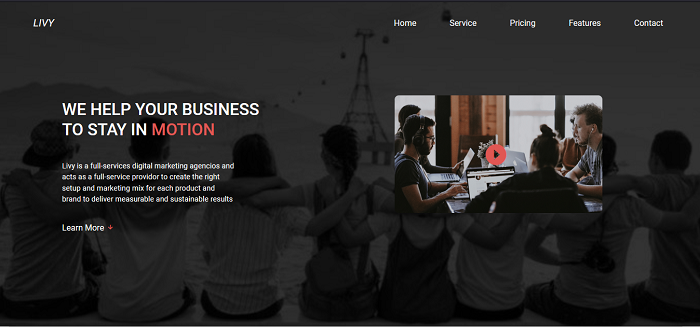 LIVY
Home Service Pricing Features Contact
WE HELP YOUR BUSINESS
TO STAY IN MOTION
Livy is a full-services digital marketing agencios and
acts as a full-service providor to create the right
setup and marketing mix for each product and
brand to deliver measurable and sustainable results
Learn More